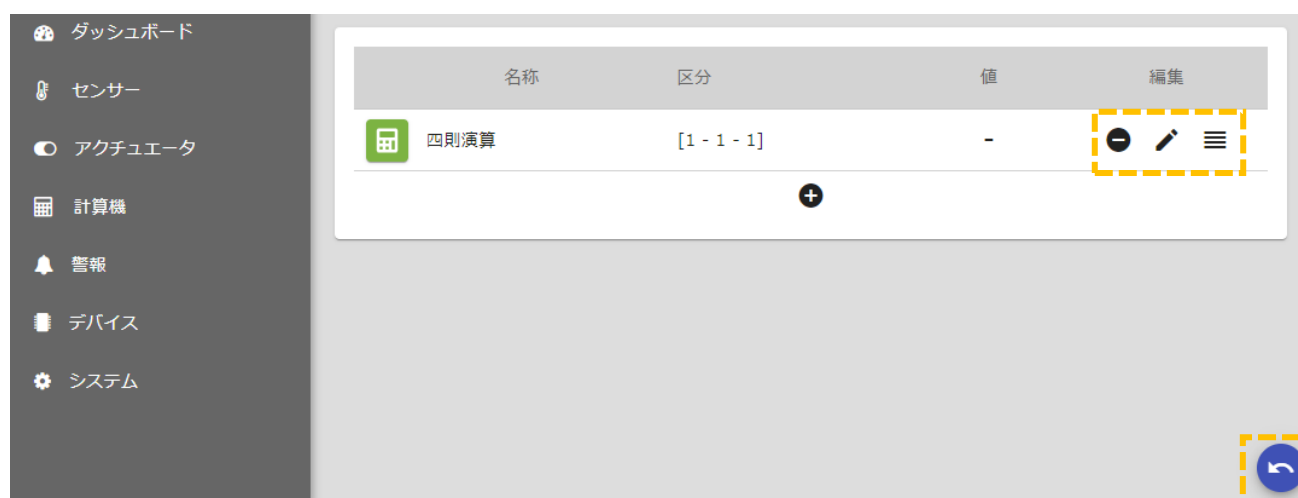 ダッシュボード
センサー
アクチュエータ
計算機
警報
デバイス
システム
名称 区分 値 編集
四則演算 [1 - 1 - 1] -